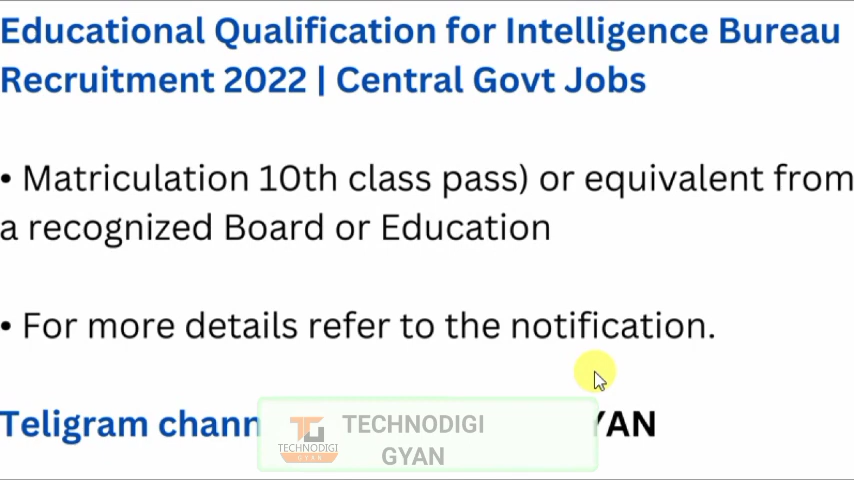 Educational Qualification for Intelligence Bureau
Recruitment 2022 | Central Govt Jobs
• Matriculation 10th class pass) or equivalent from
a recognized Board or Education
• For more details refer to the notification.
Teligram chann YAN
TECHNODIGI
GYAN
TG
TECHNODIGI
GYAN